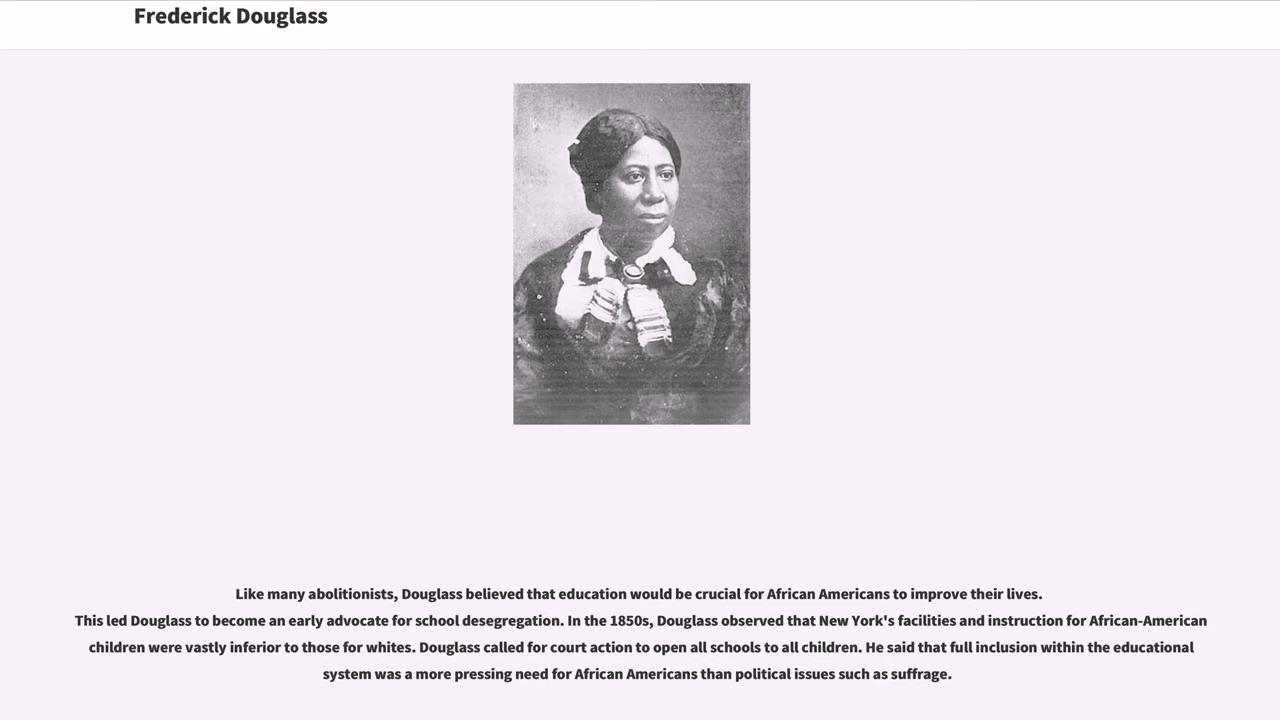 Frederick Douglass
Like many abolitionists, Douglass believed that education would be crucial for African Americans to improve their lives.
This led Douglass to become an early advocate for school desegregation. In the 1850s, Douglass observed that New York's facilities and instruction for African-American
children were vastly inferior to those for whites. Douglass called for court action to open all schools to all children. He said that full inclusion within the educational
system was a more pressing need for African Americans than political issues such as suffrage.